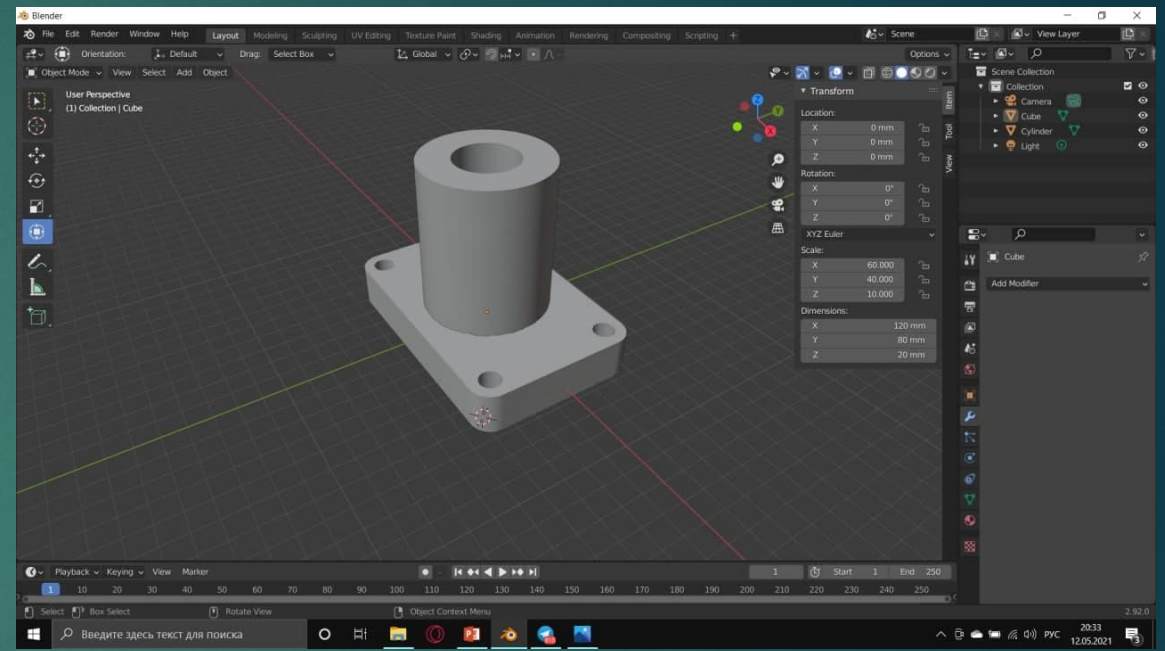 Blender
File Edit Render Window Help Layout Modeling Sculpting UV Editing Texture Paint Shading Animation Rendering Compositing Scripting + Scene View Layer
Orientation: Default Drag: Select Box Global Options
Object Mode View Select Add Object
User Perspective
(1) Collection | Cube
Z
Y
X
Transform
Location:
X 0 mm
Y 0 mm
Z 0 mm
Rotation:
X 0°
Y 0°
Z 0°
XYZ Euler
Scale:
X 60.000
Y 40.000
Z 10.000
Dimensions:
X 120 mm
Y 80 mm
Z 20 mm
Item
Tool
View
Scene Collection
Collection
Camera
Cube
Cylinder
Light
Cube
Add Modifier
Playback Keying View Marker 1 Start 1 End 250
1 10 20 30 40 50 60 70 80 90 100 110 120 130 140 150 160 170 180 190 200 210 220 230 240 250
Select Box Select Rotate View Object Context Menu 2.92.0
Введите здесь текст для поиска РУС 20:33
12.05.2021
3